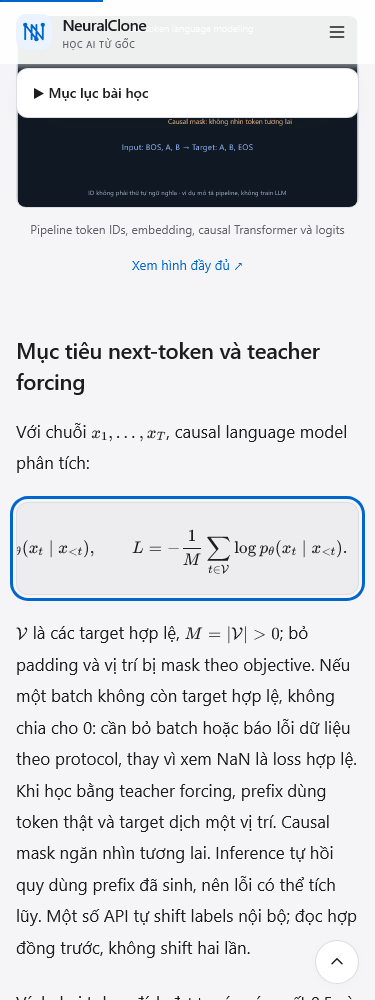 NeuralClone
HỌC AI TỪ GỐC
token language modeling
▶ Mục lục bài học
Causal mask: không nhìn token tương lai
Input: BOS, A, B → Target: A, B, EOS
ID không phải thứ tự ngữ nghĩa · ví dụ mô tả pipeline, không train LLM
Pipeline token IDs, embedding, causal Transformer và logits
Xem hình đầy đủ ↗
Mục tiêu next-token và teacher
forcing
Với chuỗi x₁, . . . , x_T, causal language model
phân tích:
θ(x_t | x_{<t}), L = −1/M ∑_{t∈𝒱} log p_θ(x_t | x_{<t}).
𝒱 là các target hợp lệ, M = |𝒱| > 0; bỏ
padding và vị trí bị mask theo objective. Nếu
một batch không còn target hợp lệ, không
chia cho 0: cần bỏ batch hoặc báo lỗi dữ liệu
theo protocol, thay vì xem NaN là loss hợp lệ.
Khi học bằng teacher forcing, prefix dùng
token thật và target dịch một vị trí. Causal
mask ngăn nhìn tương lai. Inference tự hồi
quy dùng prefix đã sinh, nên lỗi có thể tích
lũy. Một số API tự shift labels nội bộ; đọc hợp
đồng trước, không shift hai lần.